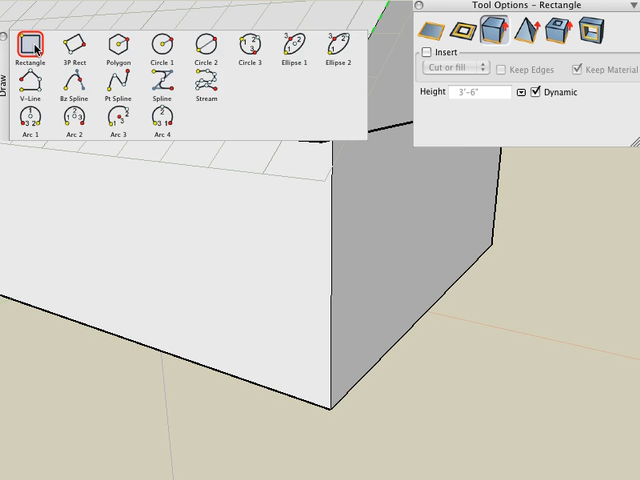 Tool Options - Rectangle
Insert
Cut or fill
Keep Edges
Keep Material
Height 3'-6" Dynamic
Draw
Rectangle 3P Rect Polygon Circle 1 Circle 2 Circle 3 Ellipse 1 Ellipse 2
V-Line Bz Spline Pt Spline Spline Stream
Arc 1 Arc 2 Arc 3 Arc 4